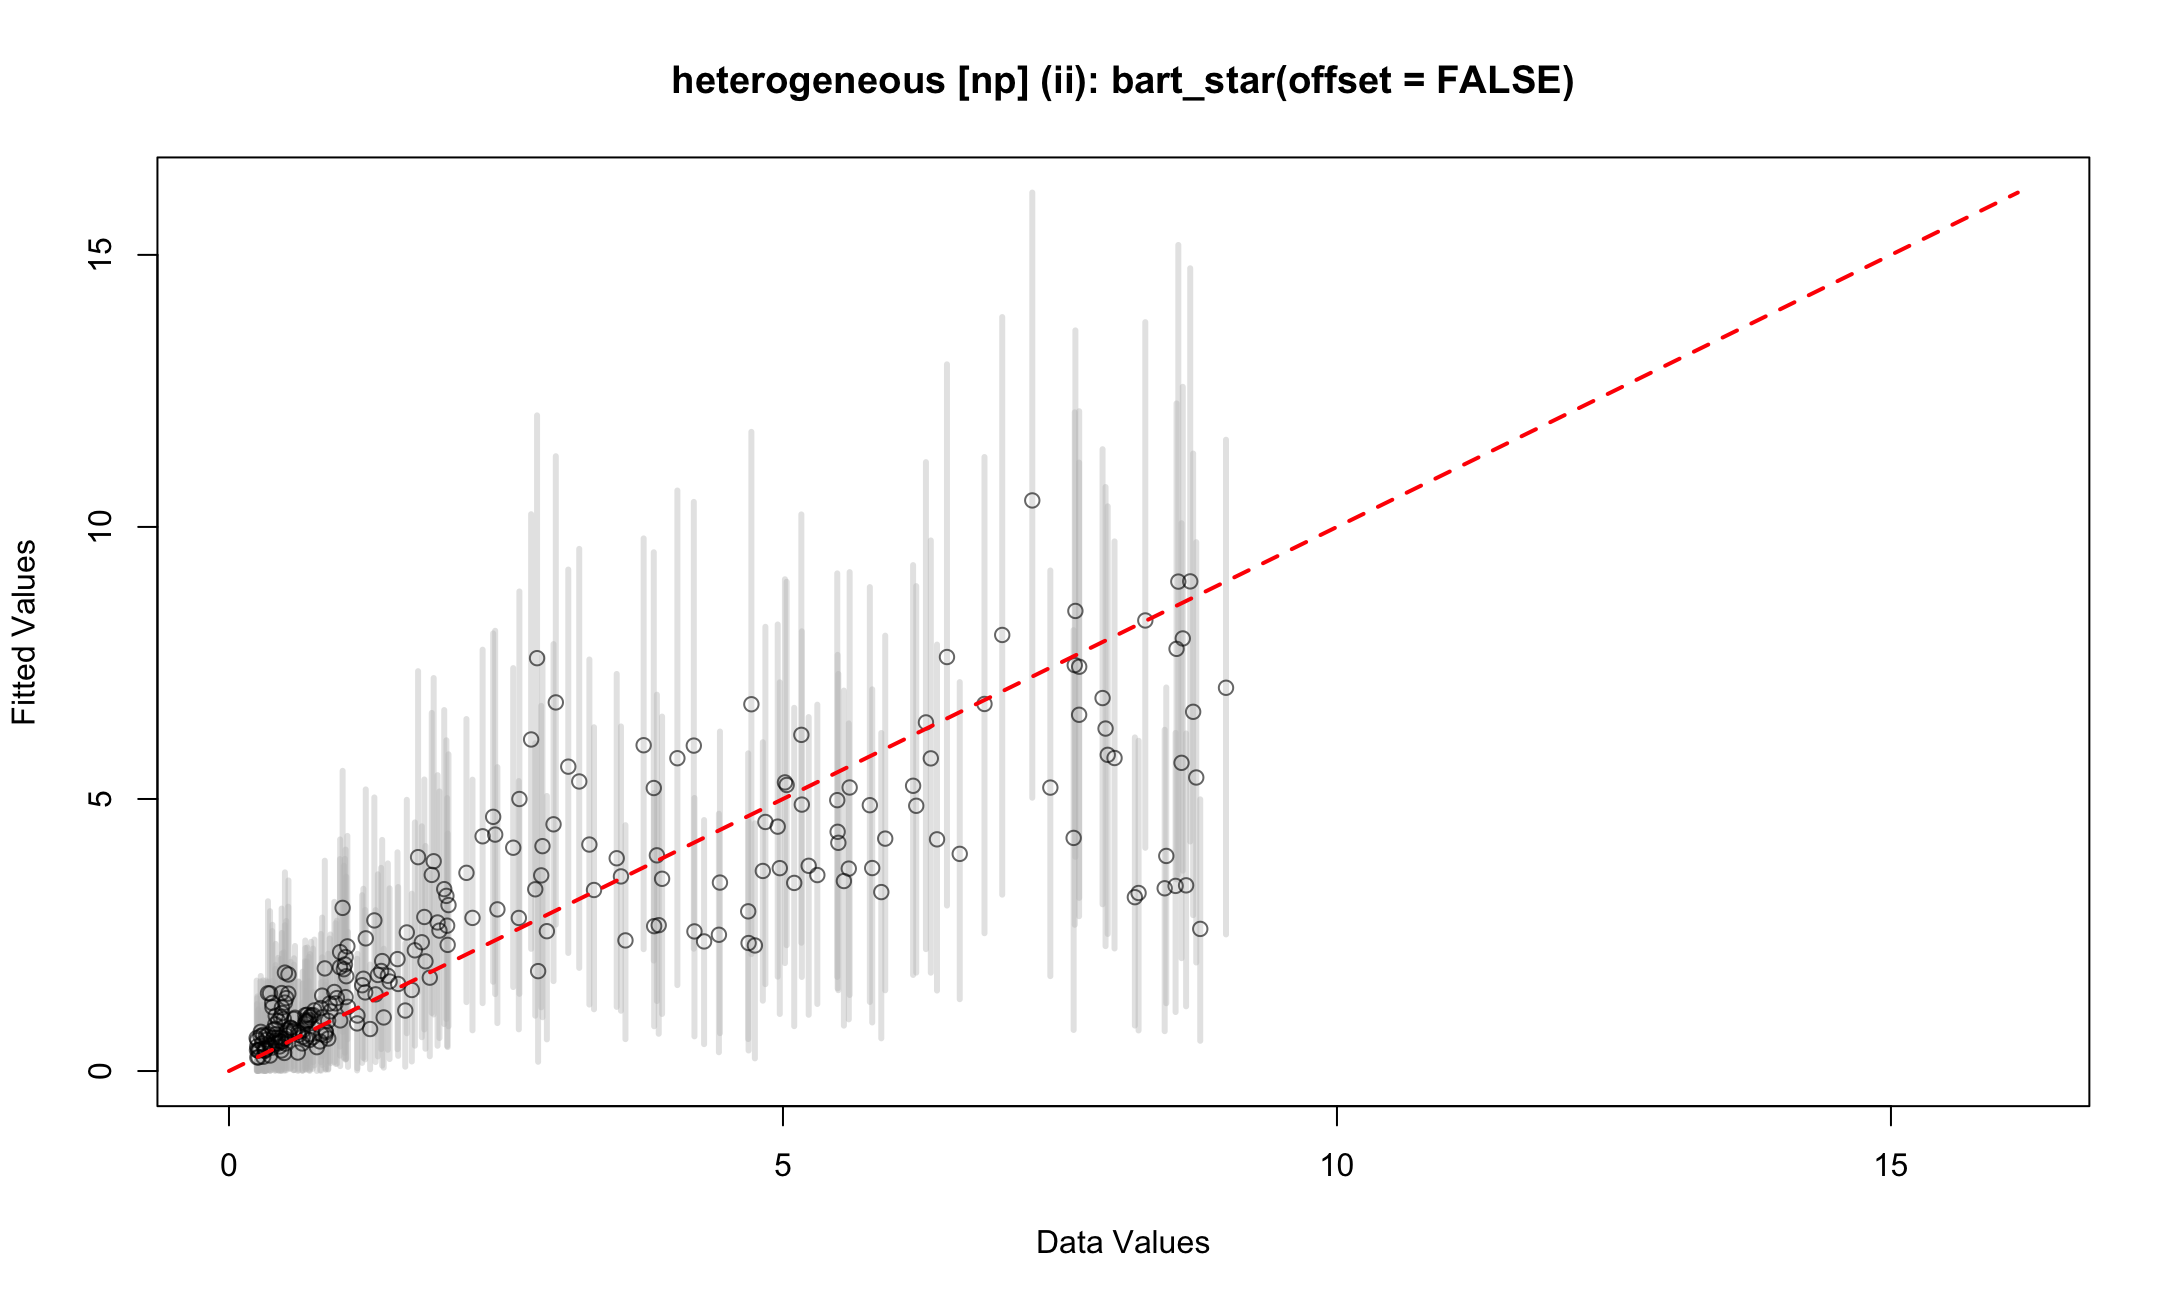 heterogeneous [np] (ii): bart_star(offset = FALSE)
Fitted Values
15
10
5
0
0 5 10 15
Data Values